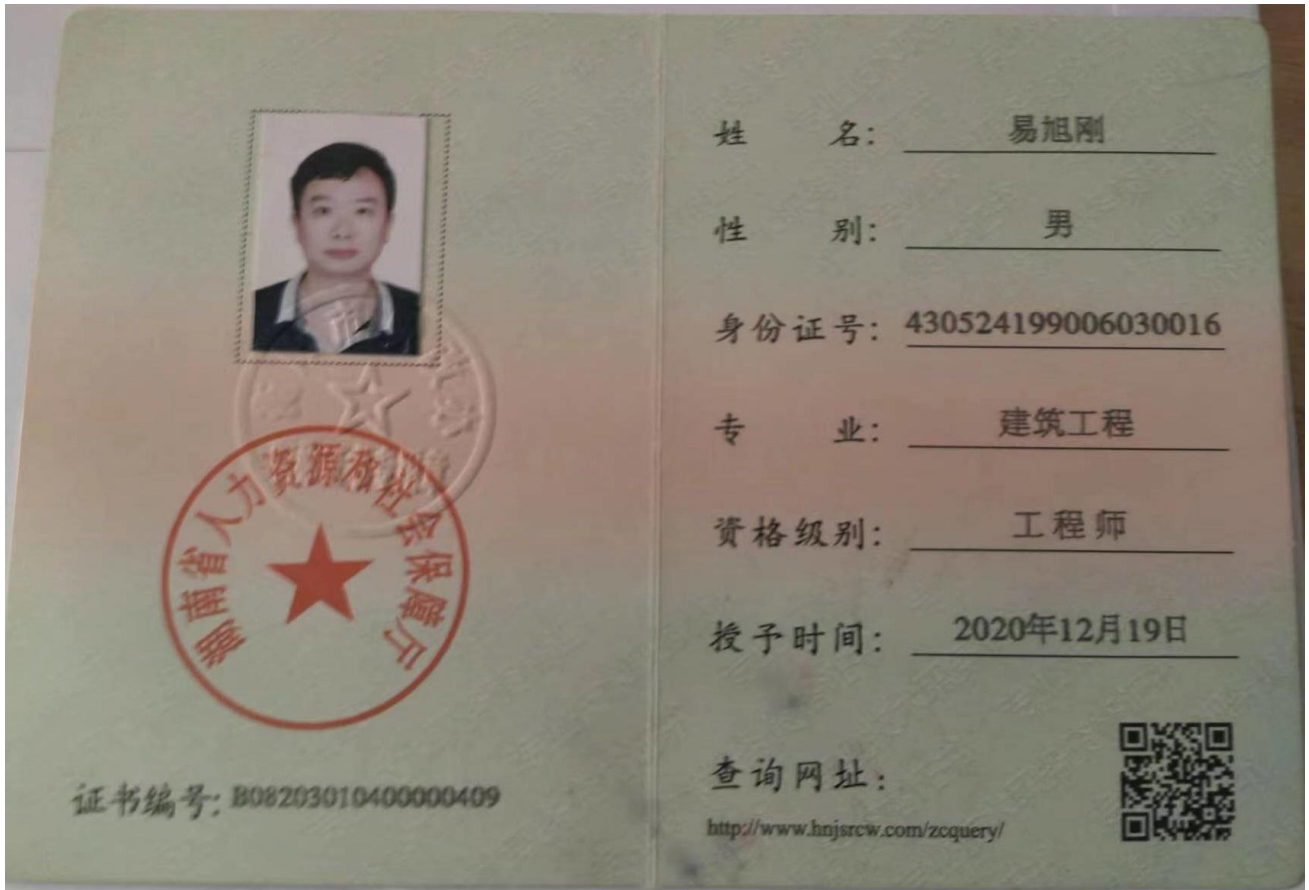 湖南省人力资源和社会保障厅
证书编号: B08203010400000409
姓 名: 易旭刚
性 别: 男
身份证号: 430524199006030016
专 业: 建筑工程
资格级别: 工程师
授予时间: 2020年12月19日
查询网址:
http://www.hnjsrcw.com/zcquery/